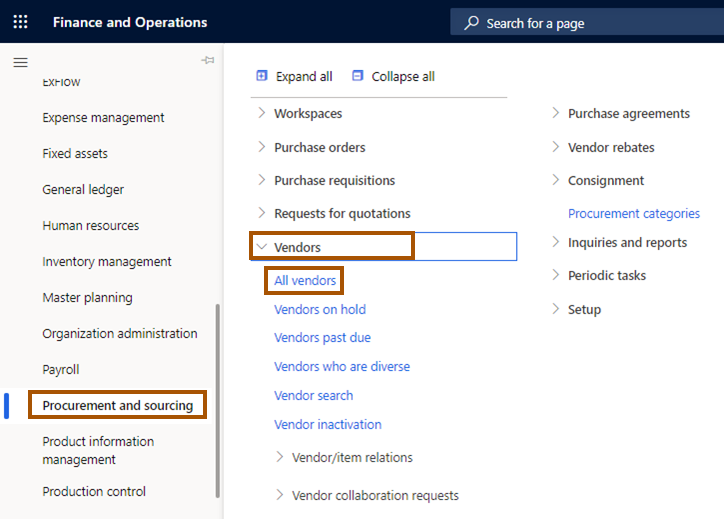 Finance and Operations
Search for a page
ExFlow
Expense management
Fixed assets
General ledger
Human resources
Inventory management
Master planning
Organization administration
Payroll
Procurement and sourcing
Product information
management
Production control
Expand all
Collapse all
Workspaces
Purchase orders
Purchase requisitions
Requests for quotations
Vendors
All vendors
Vendors on hold
Vendors past due
Vendors who are diverse
Vendor search
Vendor inactivation
Vendor/item relations
Vendor collaboration requests
Purchase agreements
Vendor rebates
Consignment
Procurement categories
Inquiries and reports
Periodic tasks
Setup